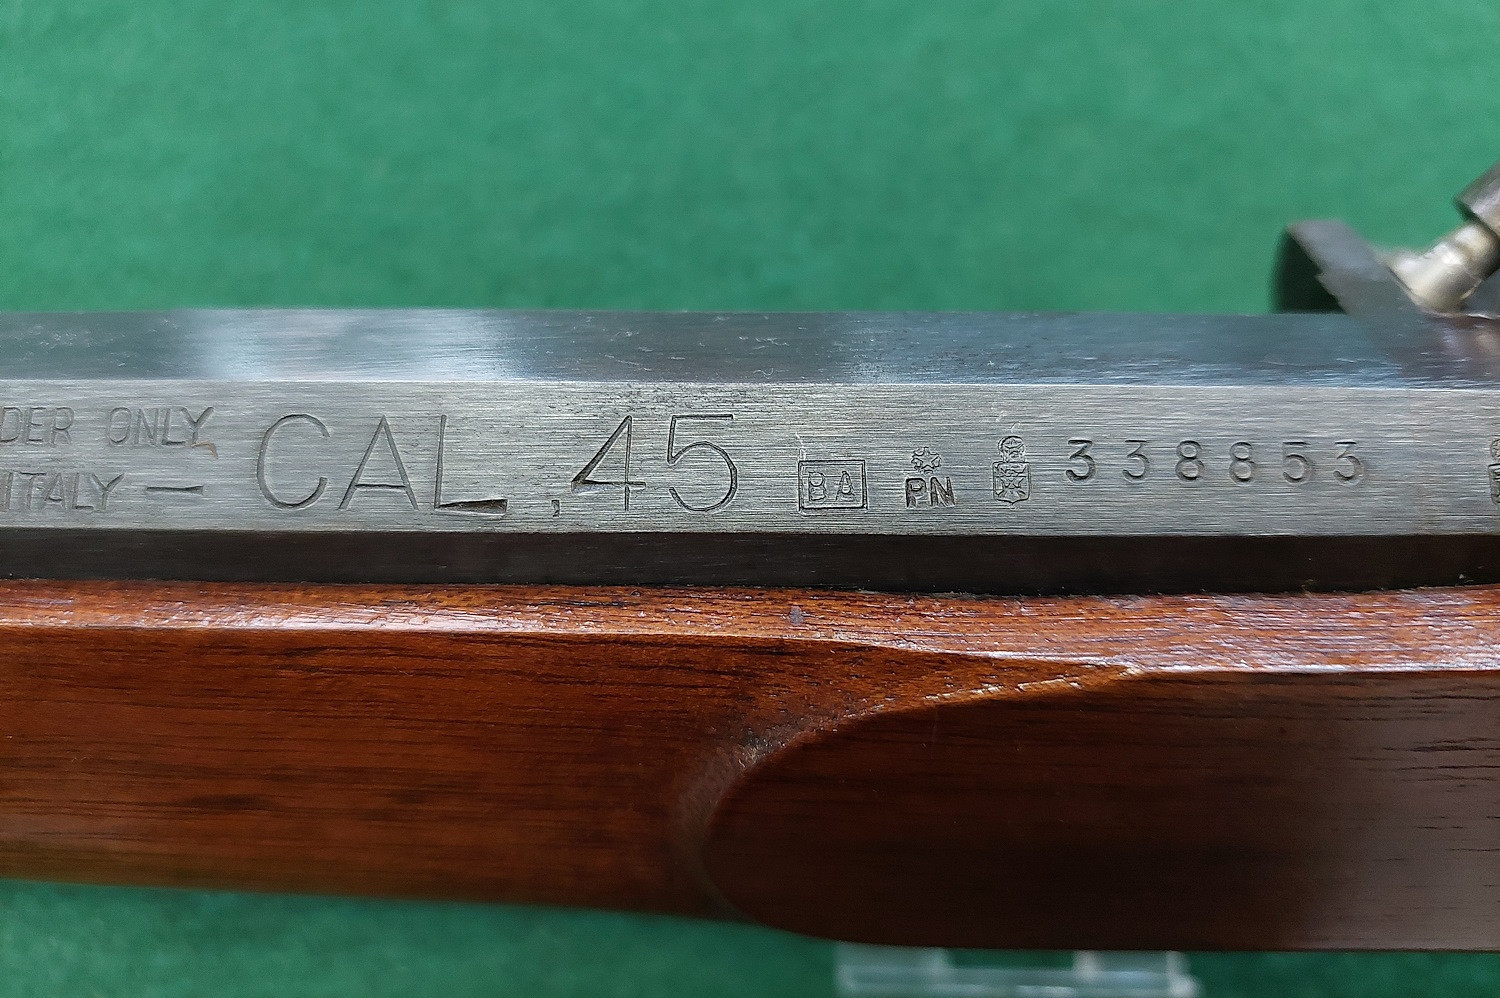 DER ONLY
ITALY — CAL .45 BA PN 338853